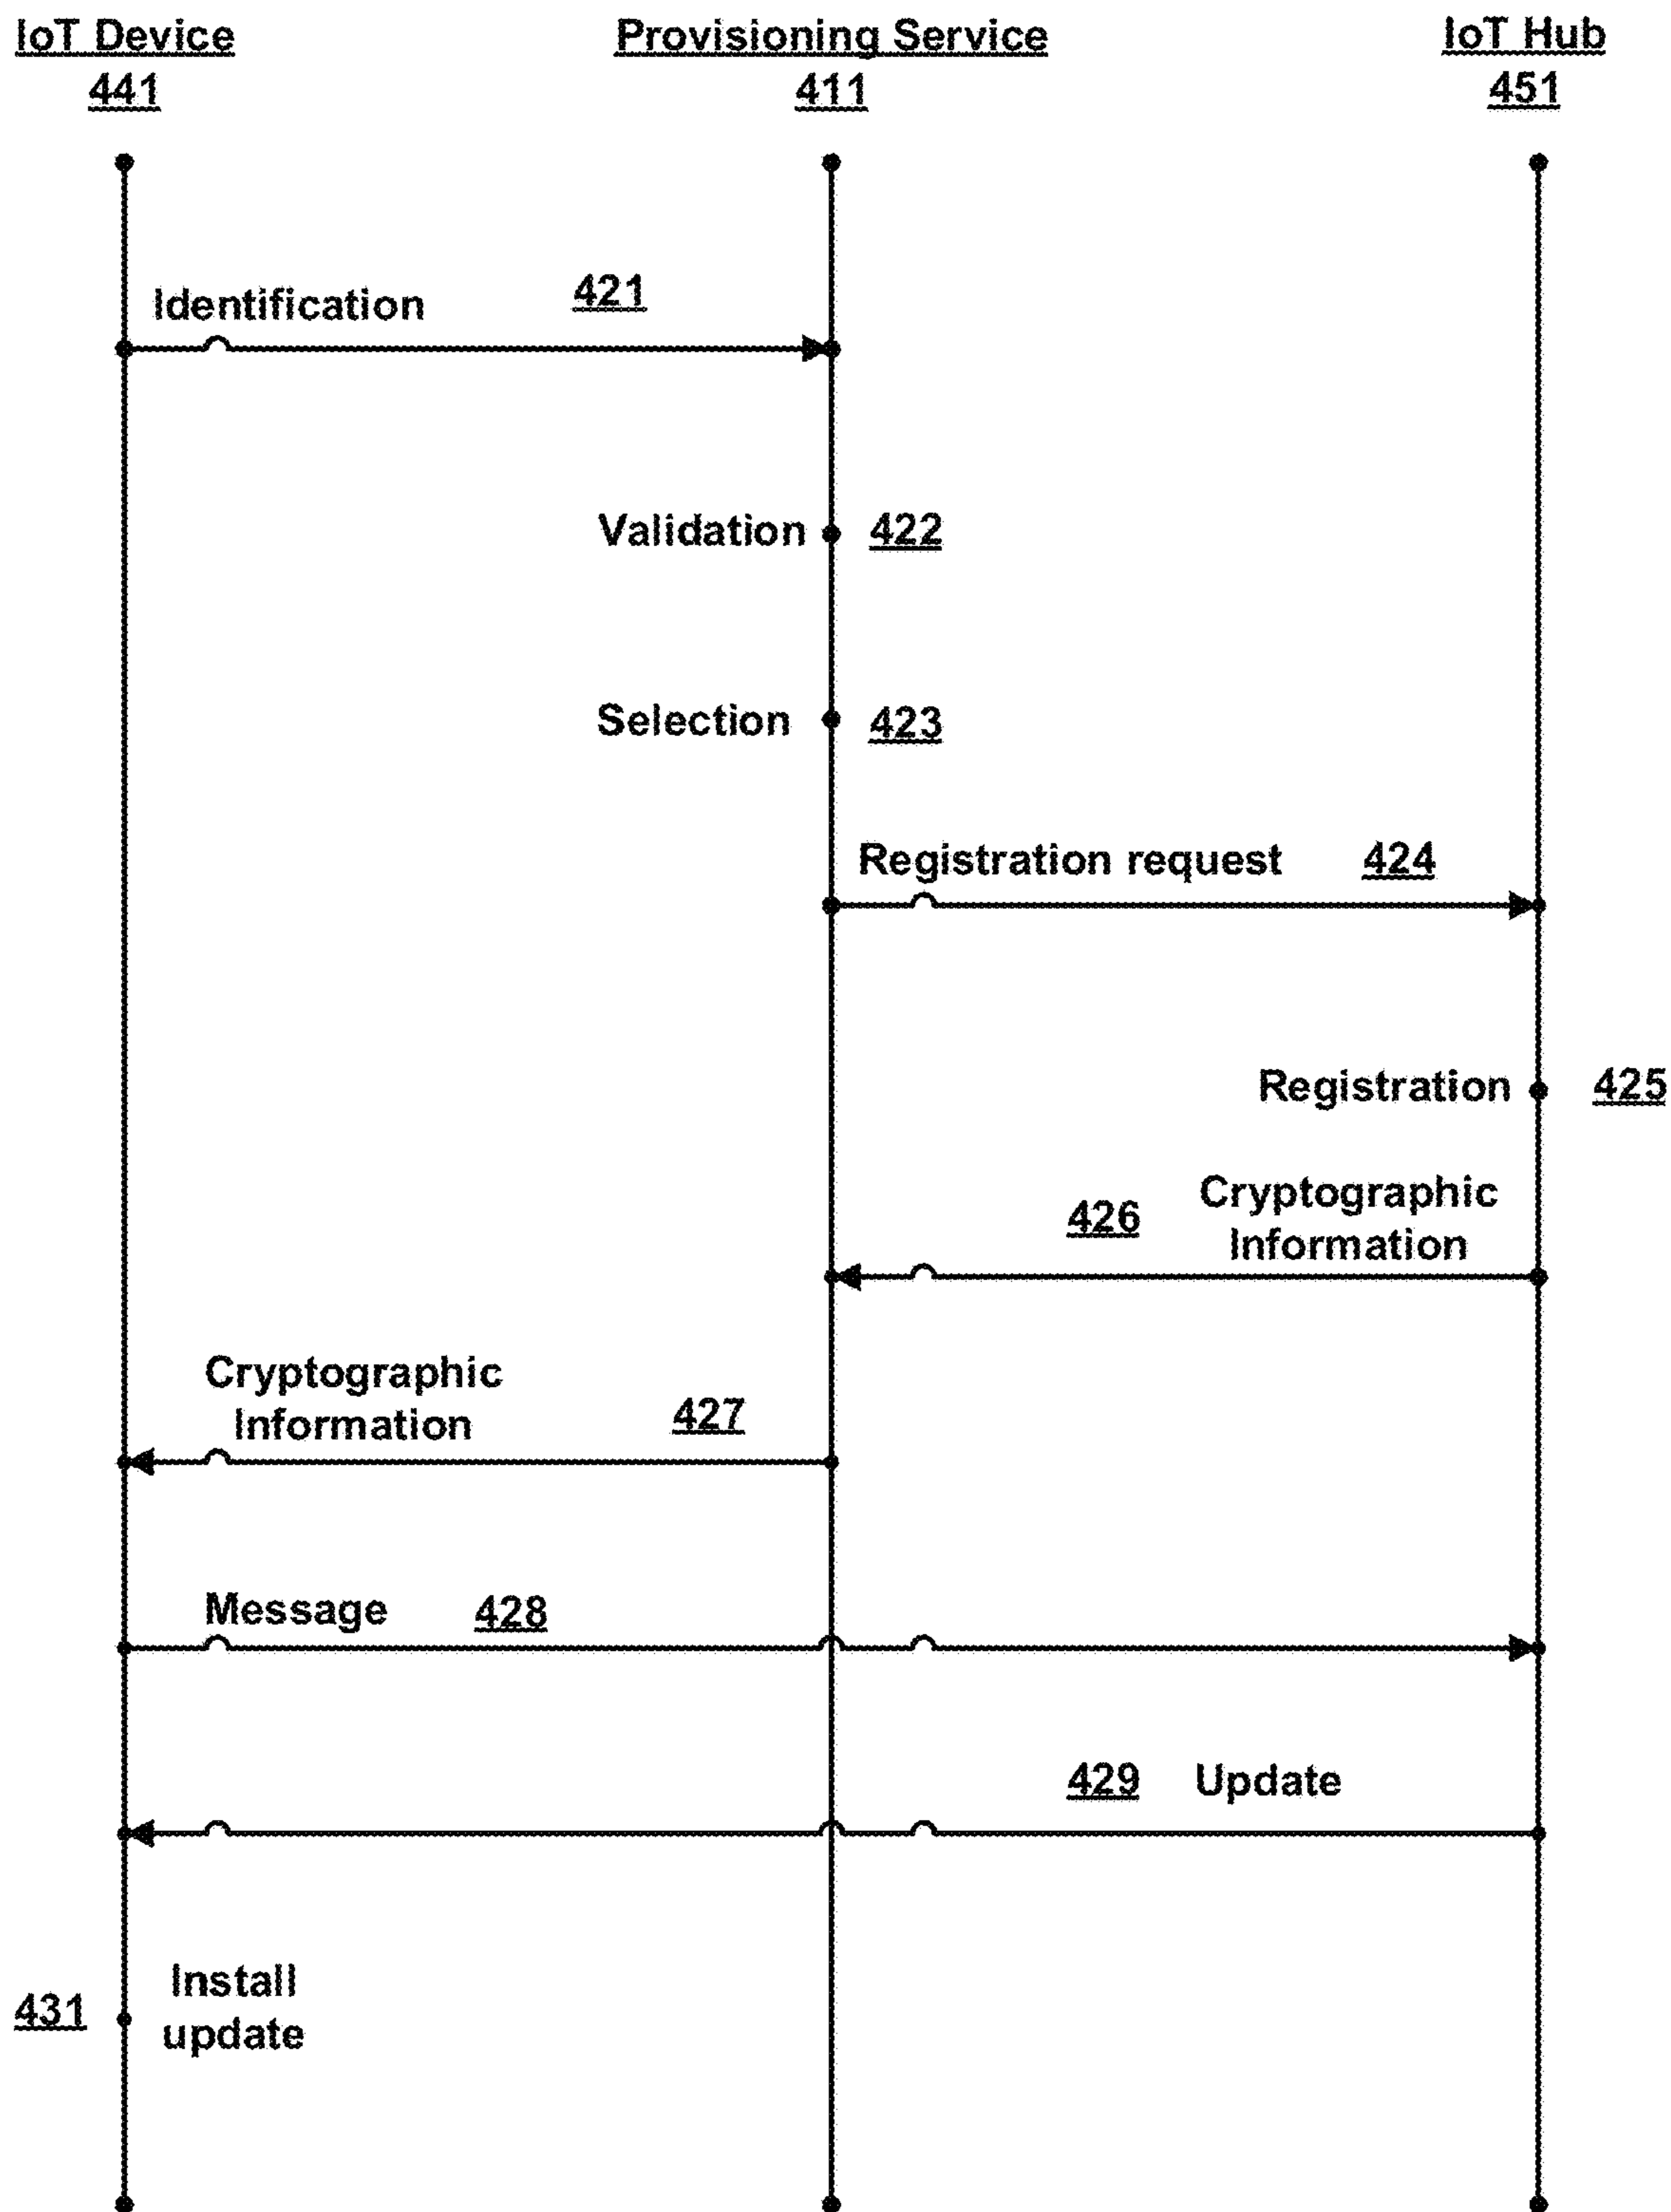 IoT Device
Provisioning Service
IoT Hub
441
411
451
Identification
421
Validation
422
Selection
423
Registration request
424
Registration
425
426
Cryptographic
Information
Cryptographic
Information
427
Message
428
429
Update
431
Install
update